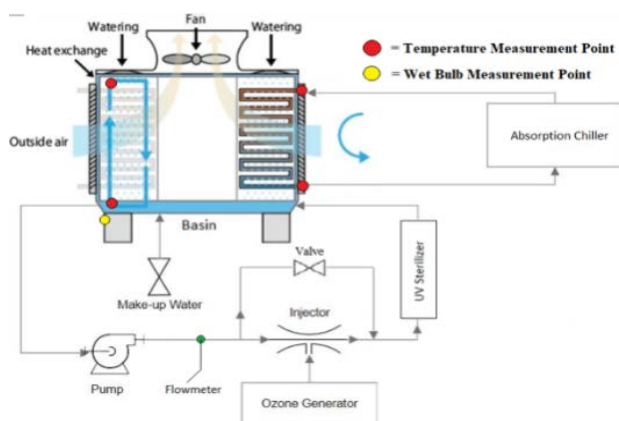 Fan
Watering
Watering
Heat exchange
= Temperature Measurement Point
= Wet Bulb Measurement Point
Outside air
Absorption Chiller
Basin
Make-up Water
Valve
Injector
UV Sterilizer
Pump
Flowmeter
Ozone Generator